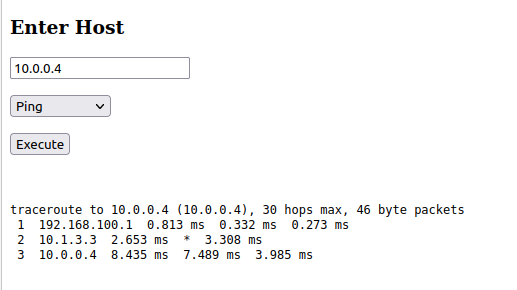 Enter Host
10.0.0.4
Ping
Execute
traceroute to 10.0.0.4 (10.0.0.4), 30 hops max, 46 byte packets
 1  192.168.100.1  0.813 ms  0.332 ms  0.273 ms
 2  10.1.3.3  2.653 ms  *  3.308 ms
 3  10.0.0.4  8.435 ms  7.489 ms  3.985 ms